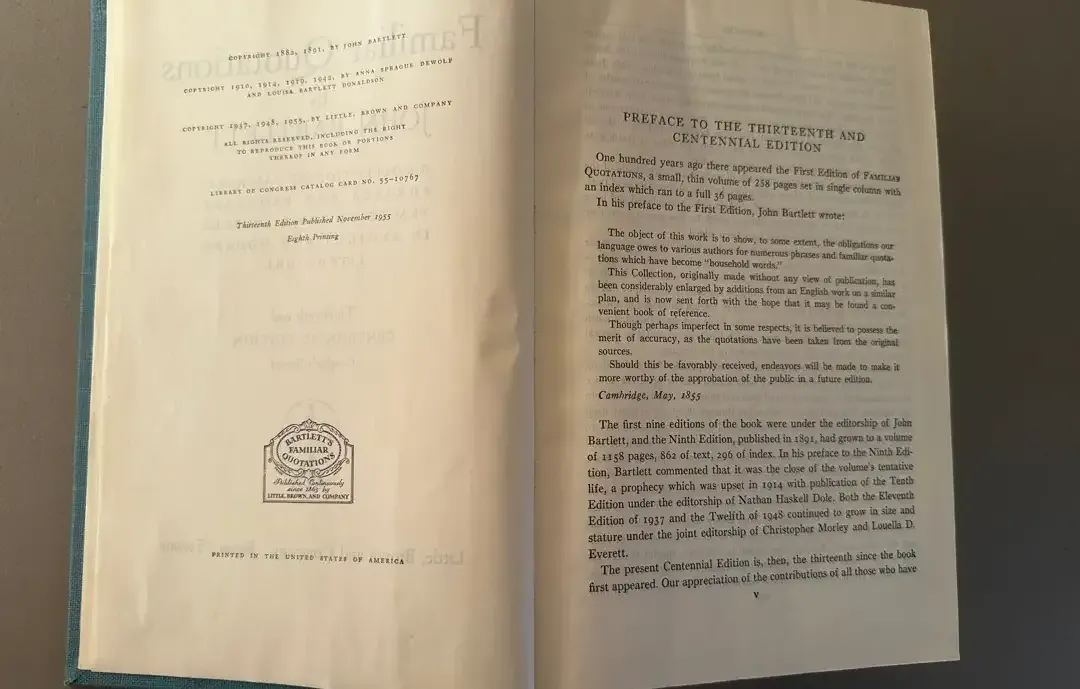 COPYRIGHT 1882, 1891, BY JOHN BARTLETT
COPYRIGHT 1910, 1914, 1919, 1942, BY ANNA SPRAGUE DEWOLF
AND LOUISA BARTLETT DONALDSON
COPYRIGHT 1937, 1948, 1955, BY LITTLE, BROWN AND COMPANY
ALL RIGHTS RESERVED, INCLUDING THE RIGHT
TO REPRODUCE THIS BOOK OR PORTIONS
THEREOF IN ANY FORM
LIBRARY OF CONGRESS CATALOG CARD NO. 55-10767
Thirteenth Edition Published November 1955
Eighth Printing
BARTLETT'S
FAMILIAR
QUOTATIONS
Published Continuously
since 1863 by
LITTLE, BROWN, AND COMPANY
PRINTED IN THE UNITED STATES OF AMERICA
PREFACE TO THE THIRTEENTH AND
CENTENNIAL EDITION
One hundred years ago there appeared the First Edition of FAMILIAR
QUOTATIONS, a small, thin volume of 258 pages set in single column with
an index which ran to a full 36 pages.
In his preface to the First Edition, John Bartlett wrote:
The object of this work is to show, to some extent, the obligations our
language owes to various authors for numerous phrases and familiar quota-
tions which have become "household words."
This Collection, originally made without any view of publication, has
been considerably enlarged by additions from an English work on a similar
plan, and is now sent forth with the hope that it may be found a con-
venient book of reference.
Though perhaps imperfect in some respects, it is believed to possess the
merit of accuracy, as the quotations have been taken from the original
sources.
Should this be favorably received, endeavors will be made to make it
more worthy of the approbation of the public in a future edition.
Cambridge, May, 1855
The first nine editions of the book were under the editorship of John
Bartlett, and the Ninth Edition, published in 1891, had grown to a volume
of 1158 pages, 862 of text, 296 of index. In his preface to the Ninth Edi-
tion, Bartlett commented that it was the close of the volume's tentative
life, a prophecy which was upset in 1914 with publication of the Tenth
Edition under the editorship of Nathan Haskell Dole. Both the Eleventh
Edition of 1937 and the Twelfth of 1948 continued to grow in size and
stature under the joint editorship of Christopher Morley and Louella D.
Everett.
The present Centennial Edition is, then, the thirteenth since the book
first appeared. Our appreciation of the contributions of all those who have
v